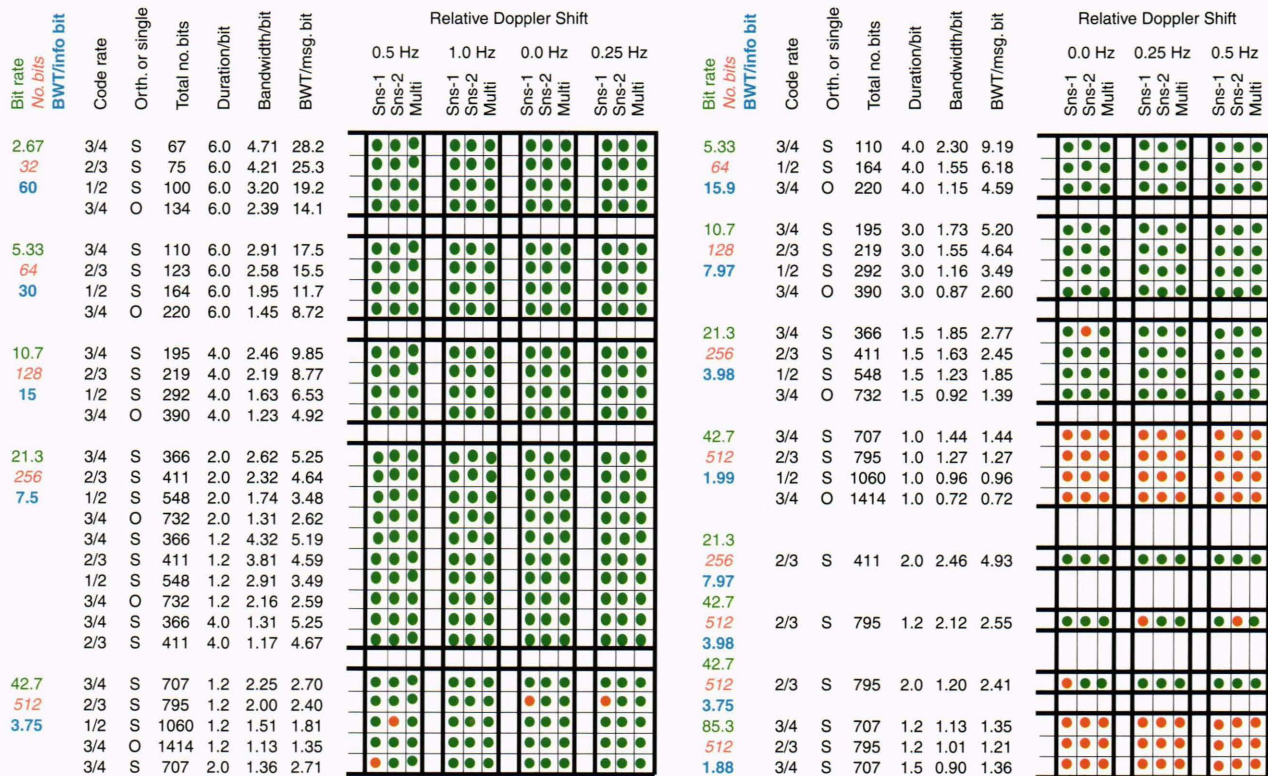 Relative Doppler Shift
0.5 Hz 1.0 Hz 0.0 Hz 0.25 Hz
Bit rate
No. bits
BWT/info bit
Code rate
Orth. or single
Total no. bits
Duration/bit
Bandwidth/bit
BWT/msg. bit
Sns-1 Sns-2 Multi Sns-1 Sns-2 Multi Sns-1 Sns-2 Multi Sns-1 Sns-2 Multi
2.67 3/4 S 67 6.0 4.71 28.2
32 2/3 S 75 6.0 4.21 25.3
60 1/2 S 100 6.0 3.20 19.2
3/4 O 134 6.0 2.39 14.1
5.33 3/4 S 110 6.0 2.91 17.5
64 2/3 S 123 6.0 2.58 15.5
30 1/2 S 164 6.0 1.95 11.7
3/4 O 220 6.0 1.45 8.72
10.7 3/4 S 195 4.0 2.46 9.85
128 2/3 S 219 4.0 2.19 8.77
15 1/2 S 292 4.0 1.63 6.53
3/4 O 390 4.0 1.23 4.92
21.3 3/4 S 366 2.0 2.62 5.25
256 2/3 S 411 2.0 2.32 4.64
7.5 1/2 S 548 2.0 1.74 3.48
3/4 O 732 2.0 1.31 2.62
3/4 S 366 1.2 4.32 5.19
2/3 S 411 1.2 3.81 4.59
1/2 S 548 1.2 2.91 3.49
3/4 O 732 1.2 2.16 2.59
3/4 S 366 4.0 1.31 5.25
2/3 S 411 4.0 1.17 4.67
42.7 3/4 S 707 1.2 2.25 2.70
512 2/3 S 795 1.2 2.00 2.40
3.75 1/2 S 1060 1.2 1.51 1.81
3/4 O 1414 1.2 1.13 1.35
3/4 S 707 2.0 1.36 2.71
Relative Doppler Shift
0.0 Hz 0.25 Hz 0.5 Hz
Bit rate
No. bits
BWT/info bit
Code rate
Orth. or single
Total no. bits
Duration/bit
Bandwidth/bit
BWT/msg. bit
Sns-1 Sns-2 Multi Sns-1 Sns-2 Multi Sns-1 Sns-2 Multi
5.33 3/4 S 110 4.0 2.30 9.19
64 1/2 S 164 4.0 1.55 6.18
15.9 3/4 O 220 4.0 1.15 4.59
10.7 3/4 S 195 3.0 1.73 5.20
128 2/3 S 219 3.0 1.55 4.64
7.97 1/2 S 292 3.0 1.16 3.49
3/4 O 390 3.0 0.87 2.60
21.3 3/4 S 366 1.5 1.85 2.77
256 2/3 S 411 1.5 1.63 2.45
3.98 1/2 S 548 1.5 1.23 1.85
3/4 O 732 1.5 0.92 1.39
42.7 3/4 S 707 1.0 1.44 1.44
512 2/3 S 795 1.0 1.27 1.27
1.99 1/2 S 1060 1.0 0.96 0.96
3/4 O 1414 1.0 0.72 0.72
21.3
256 2/3 S 411 2.0 2.46 4.93
7.97
42.7
512 2/3 S 795 1.2 2.12 2.55
3.98
42.7
512 2/3 S 795 2.0 1.20 2.41
3.75
85.3 3/4 S 707 1.2 1.13 1.35
512 2/3 S 795 1.2 1.01 1.21
1.88 3/4 S 707 1.5 0.90 1.36